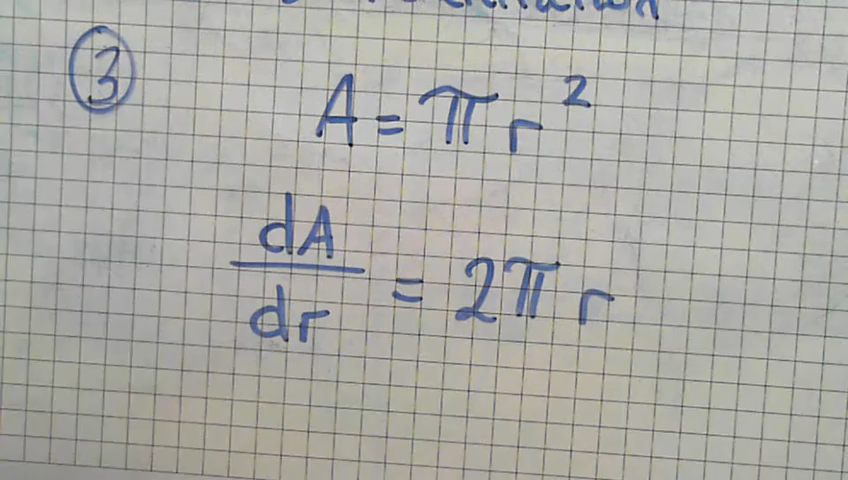 ③
A = πr²
dA/dr = 2πr